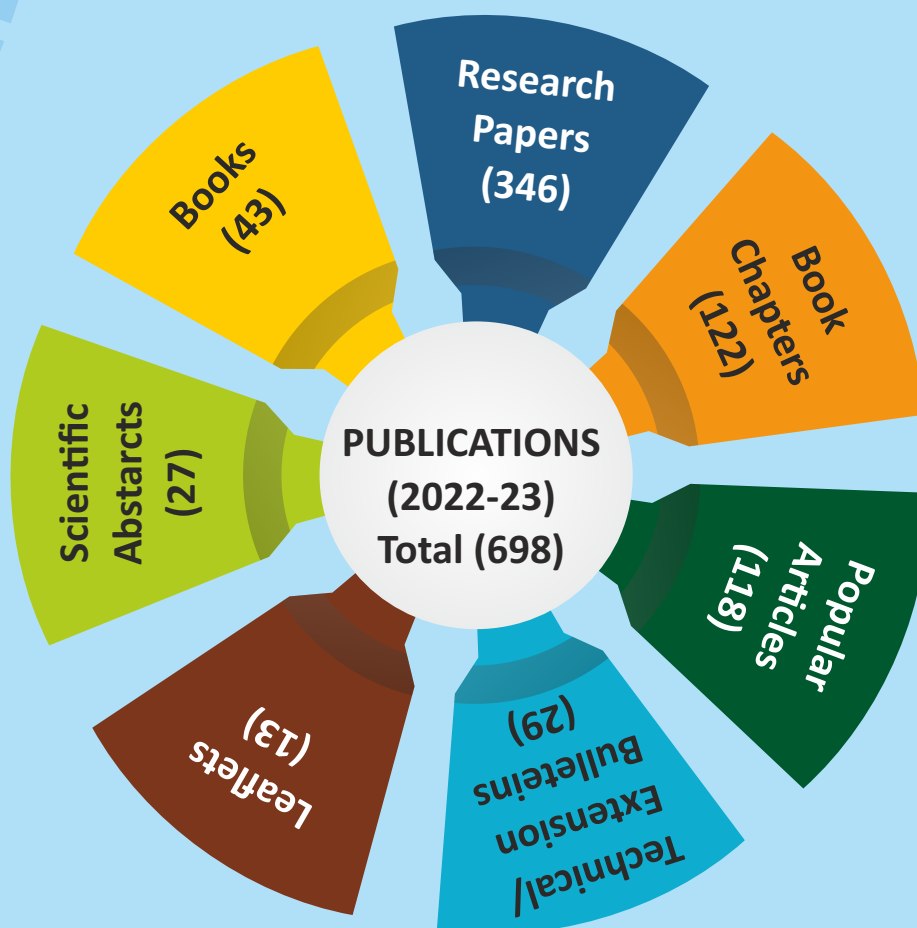 Research
Papers
(346)
Book
Chapters
(122)
Popular
Articles
(118)
Technical/
Extension
Bulleteins
(29)
Leaflets
(13)
Scientific
Abstarcts
(27)
Books
(43)
PUBLICATIONS
(2022-23)
Total (698)